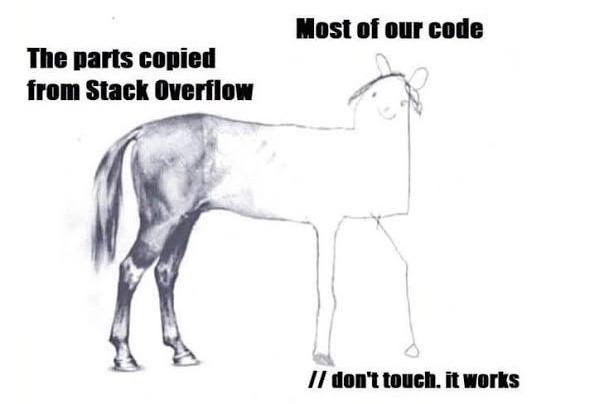 Most of our code
The parts copied
from Stack Overflow
// don't touch. it works